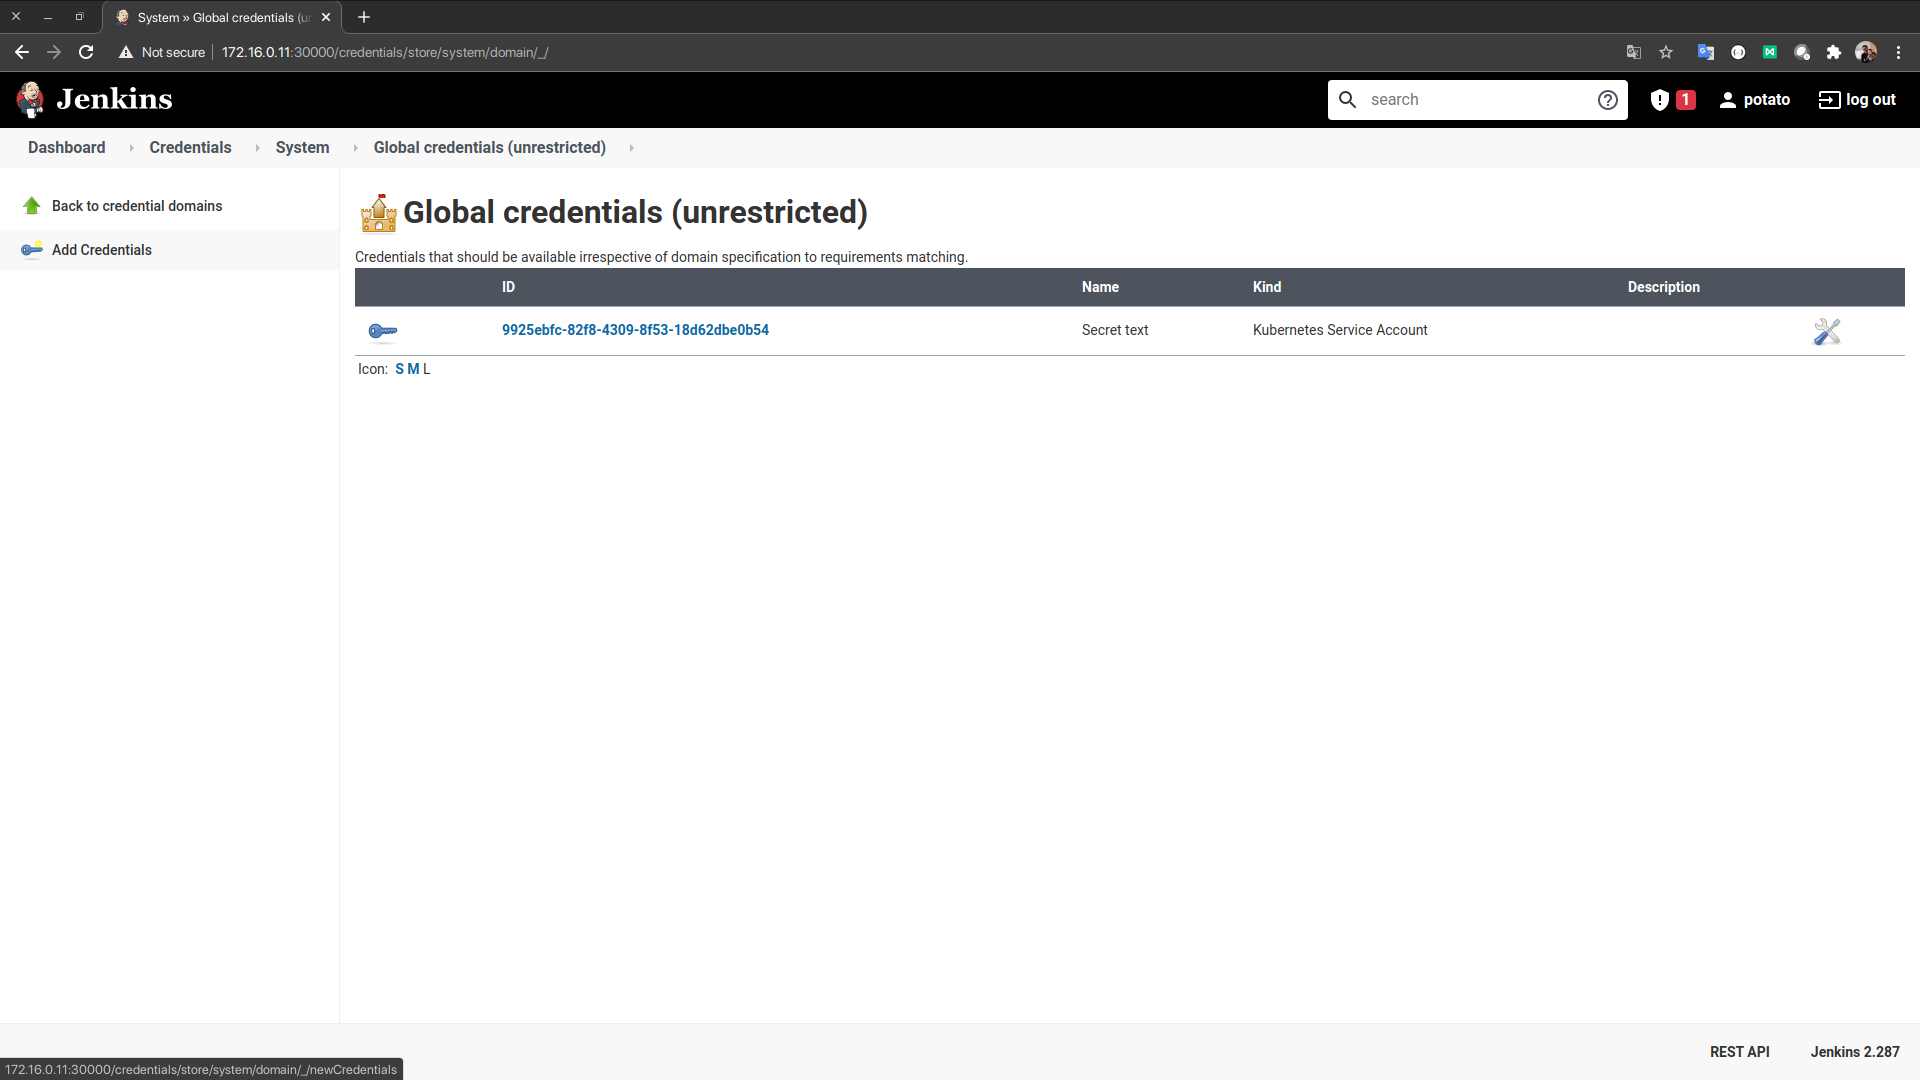 System » Global credentials (u
Not secure 172.16.0.11:30000/credentials/store/system/domain/_/
Jenkins
search
1
potato
log out
Dashboard Credentials System Global credentials (unrestricted)
Back to credential domains
Add Credentials
Global credentials (unrestricted)
Credentials that should be available irrespective of domain specification to requirements matching.
ID Name Kind Description
9925ebfc-82f8-4309-8f53-18d62dbe0b54 Secret text Kubernetes Service Account
Icon: S M L
REST API Jenkins 2.287
172.16.0.11:30000/credentials/store/system/domain/_/newCredentials